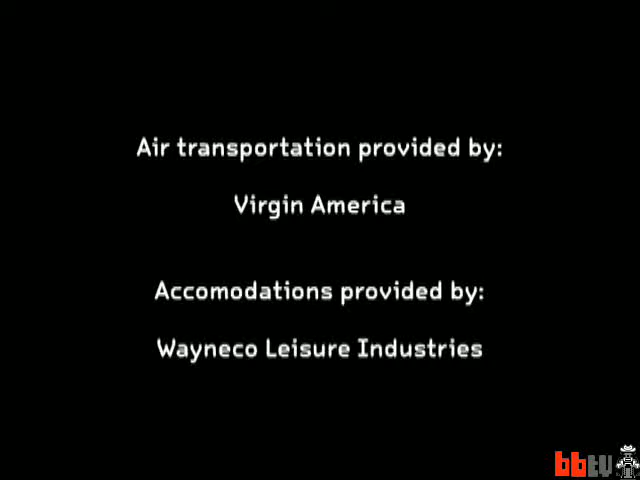 Air transportation provided by:
Virgin America
Accomodations provided by:
Wayneco Leisure Industries
bbtv